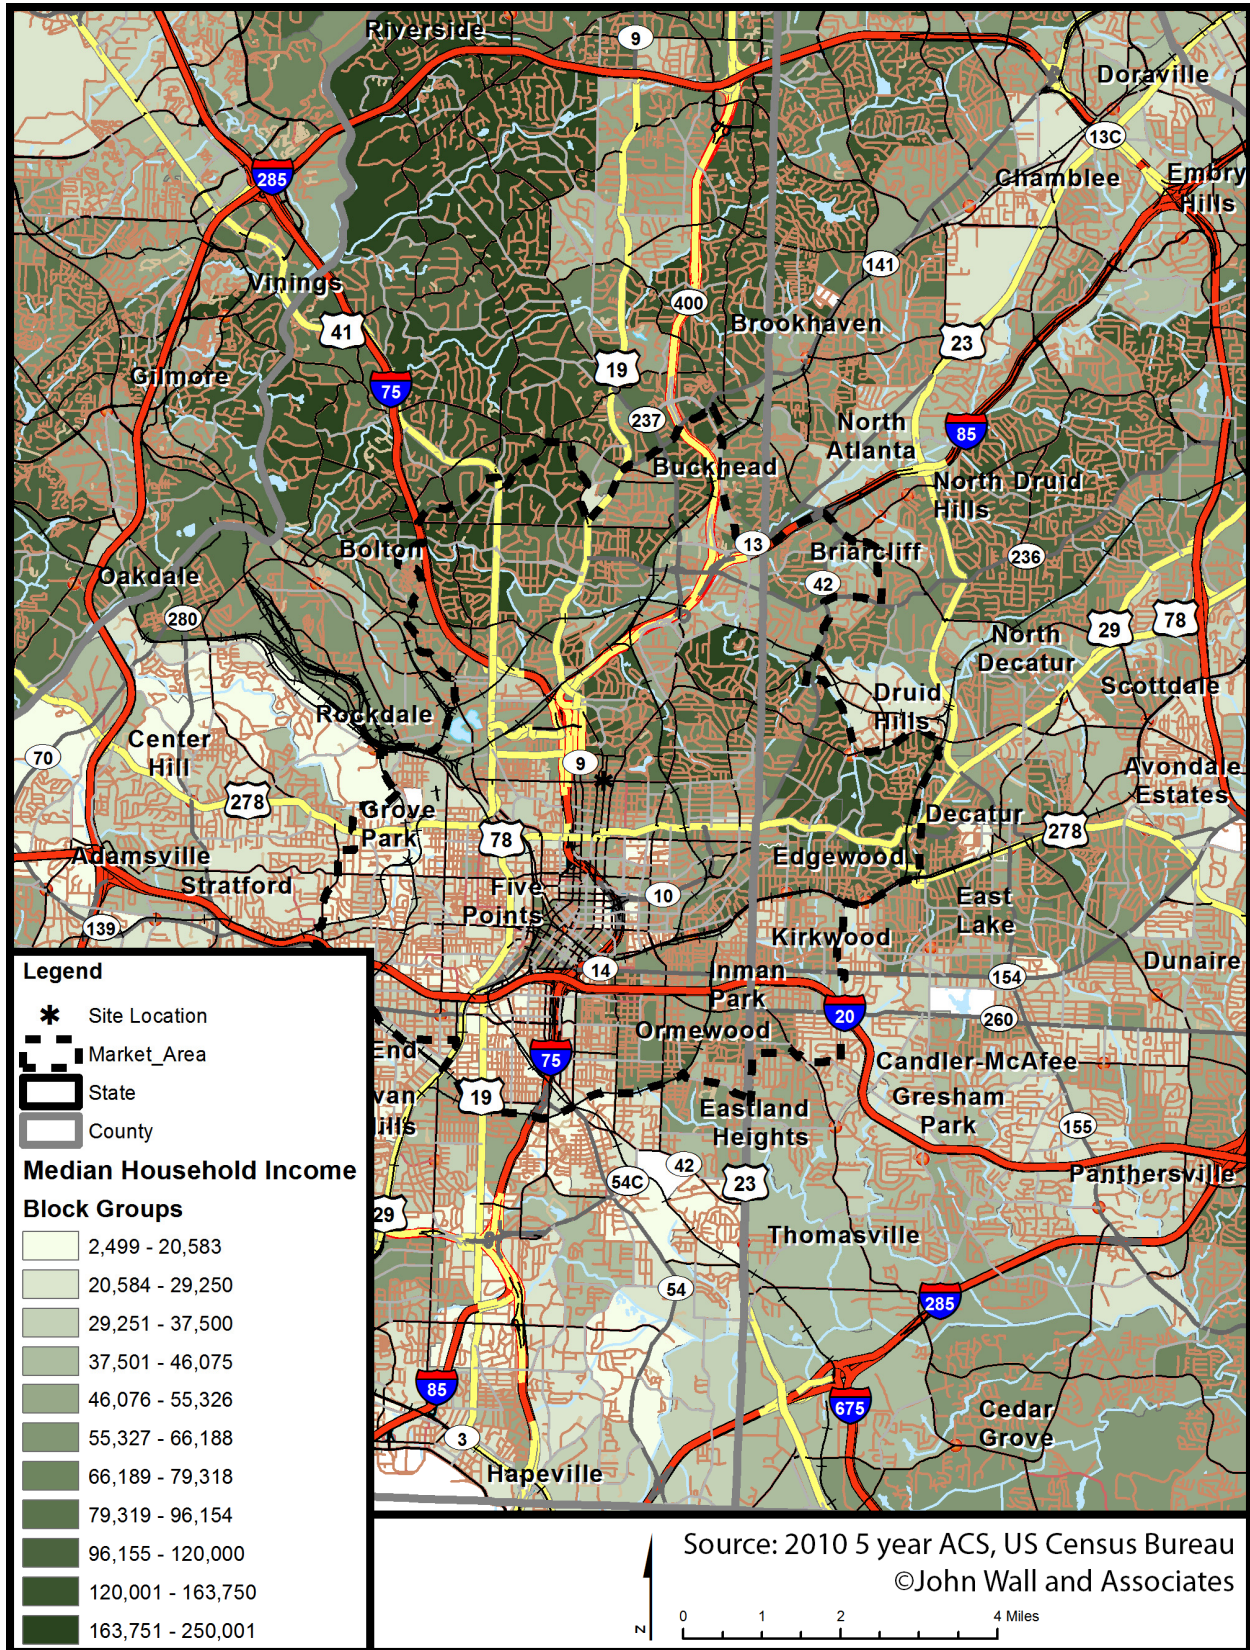 Riverside
9
Doraville
13C
285
Chamblee
Embry
Hills
141
Vinings
400
41
Brookhaven
23
19
Gilmore
75
237
North
Atlanta
85
Buckhead
North Druid
Hills
13
Bolton
Briarcliff
236
Oakdale
42
280
29
78
North
Decatur
Scottdale
Druid
Hills
Rockdale
Center
Hill
70
9
Avondale
Estates
278
Grove
Park
Decatur
278
78
Adamsville
Edgewood
Stratford
Five
Points
10
East
Lake
139
Kirkwood
Dunaire
14
Inman
Park
154
20
260
Ormewood
End
75
Candler-McAfee
19
van
ills
Gresham
Park
Eastland
Heights
155
42
54C
23
Panthersville
29
Thomasville
54
285
85
675
Cedar
Grove
3
Hapeville
Legend
Site Location
Market_Area
State
County
Median Household Income
Block Groups
2,499 - 20,583
20,584 - 29,250
29,251 - 37,500
37,501 - 46,075
46,076 - 55,326
55,327 - 66,188
66,189 - 79,318
79,319 - 96,154
96,155 - 120,000
120,001 - 163,750
163,751 - 250,001
Source: 2010 5 year ACS, US Census Bureau
©John Wall and Associates
N
0 1 2 4 Miles